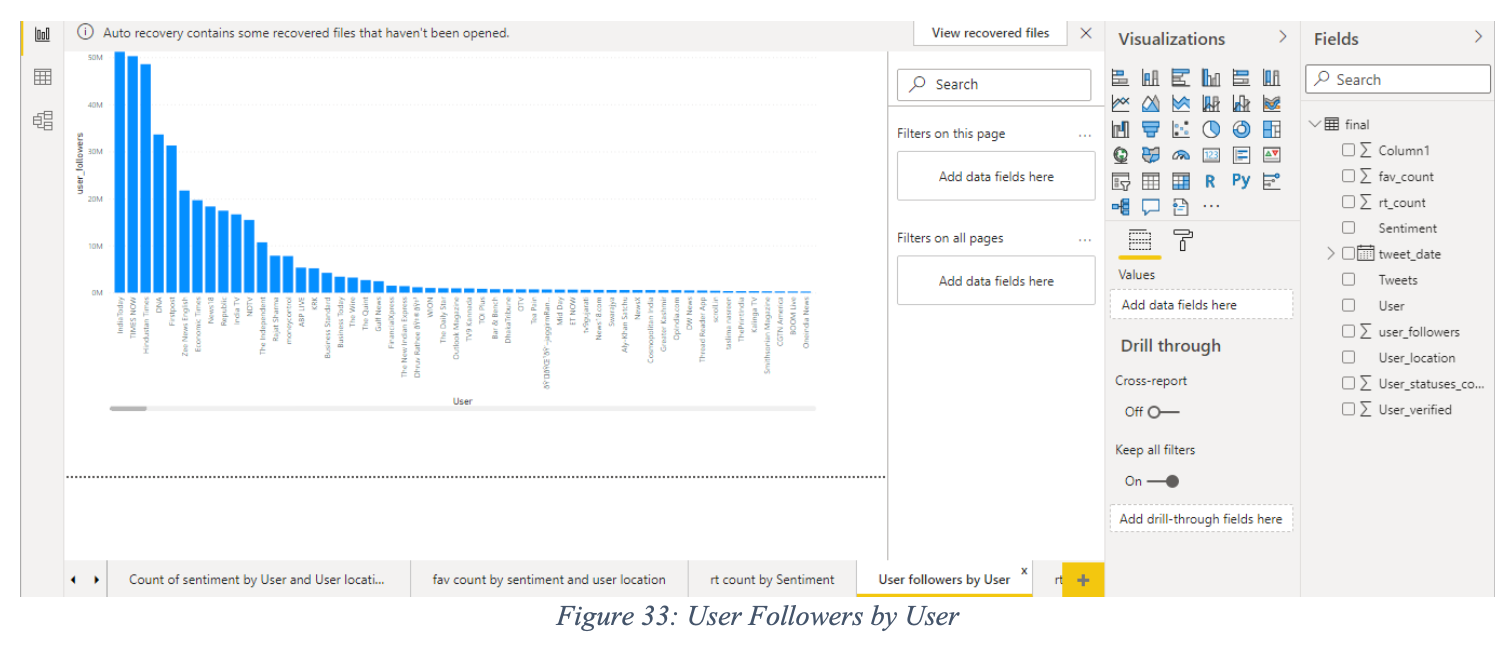 Auto recovery contains some recovered files that haven't been opened.
View recovered files
50M
40M
30M
20M
10M
0M
user_followers
IndiaToday
TIMES NOW
Hindustan Times
DNA
Firstpost
Zee News English
Economic Times
News18
Republic
India TV
NDTV
The Independent
Rajat Sharma
moneycontrol
ABP LIVE
KRK
Business Standard
Business Today
The Wire
The Quint
Gulf News
FinancialXpress
The New Indian Express
Dhruv Rathee
WION
The Daily Star
Outlook Magazine
TV9 Kannada
TOI Plus
Bar & Bench
DhakaTribune
OTV
Tee Pain
Mid Day
ET NOW
tv9gujarati
News18.com
Swarajya
Aly-Khan Satchu
NewsX
Cosmopolitan India
Greater Kashmir
OpIndia.com
DW News
Thread Reader App
scroll.in
taslima nasreen
ThePrintIndia
Kalinga TV
Smithsonian Magazine
CGTN America
BOOM Live
Oneindia News
User
Search
Filters on this page
...
Add data fields here
Filters on all pages
...
Add data fields here
Visualizations
123
R
Py
...
Values
Add data fields here
Drill through
Cross-report
Off
Keep all filters
On
Add drill-through fields here
Fields
Search
final
Σ Column1
Σ fav_count
Σ rt_count
Sentiment
tweet_date
Tweets
User
Σ user_followers
User_location
Σ User_statuses_co...
Σ User_verified
Count of sentiment by User and User locati...
fav count by sentiment and user location
rt count by Sentiment
User followers by User
x
rt
+
Figure 33: User Followers by User